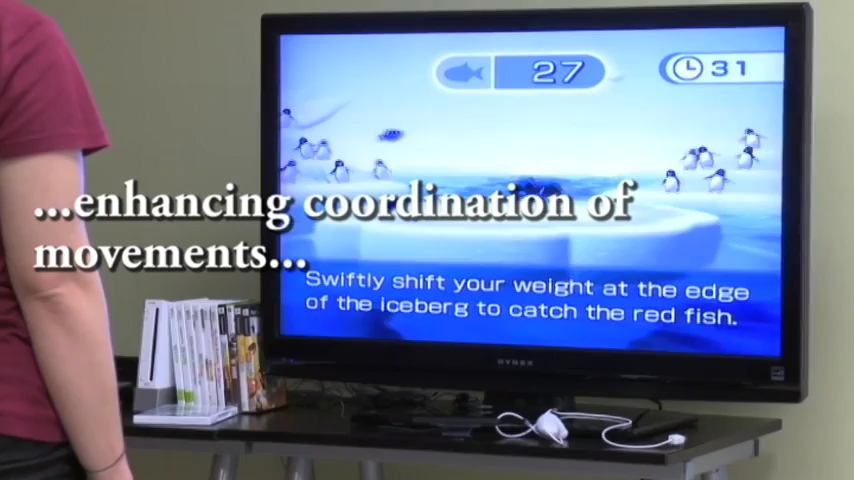 27
31
...enhancing coordination of
movements...
Swiftly shift your weight at the edge
of the iceberg to catch the red fish.
DYNEX